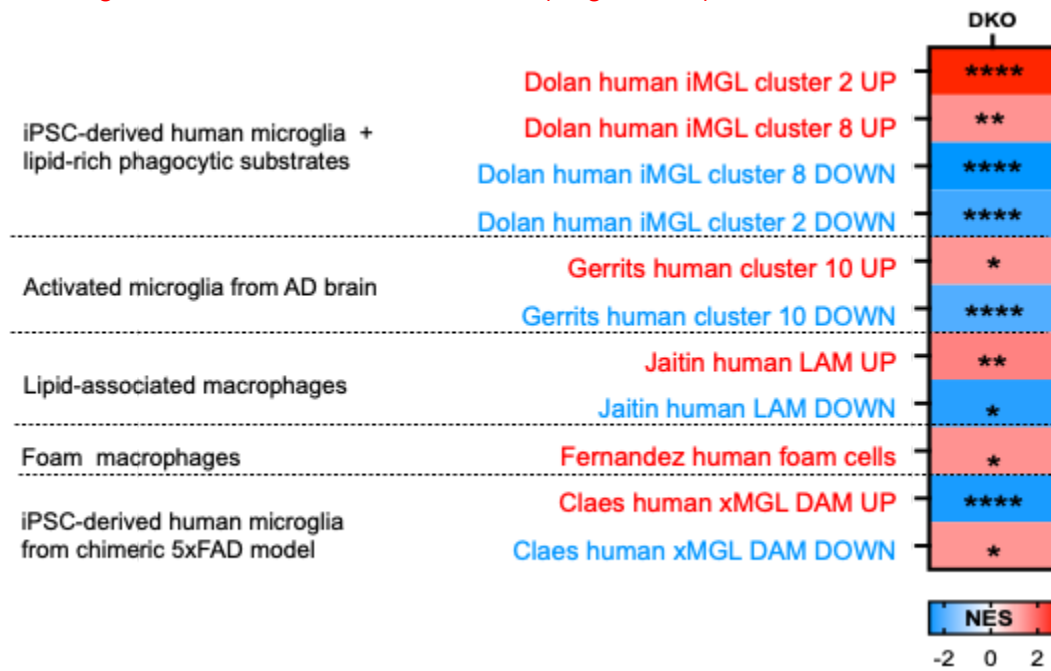 DKO
Dolan human iMGL cluster 2 UP
****
iPSC-derived human microglia +
lipid-rich phagocytic substrates
Dolan human iMGL cluster 8 UP
**
Dolan human iMGL cluster 8 DOWN
****
Dolan human iMGL cluster 2 DOWN
****
Activated microglia from AD brain
Gerrits human cluster 10 UP
*
Gerrits human cluster 10 DOWN
****
Lipid-associated macrophages
Jaitin human LAM UP
**
Jaitin human LAM DOWN
*
Foam macrophages
Fernandez human foam cells
*
iPSC-derived human microglia
from chimeric 5xFAD model
Claes human xMGL DAM UP
****
Claes human xMGL DAM DOWN
*
NES
-2 0 2